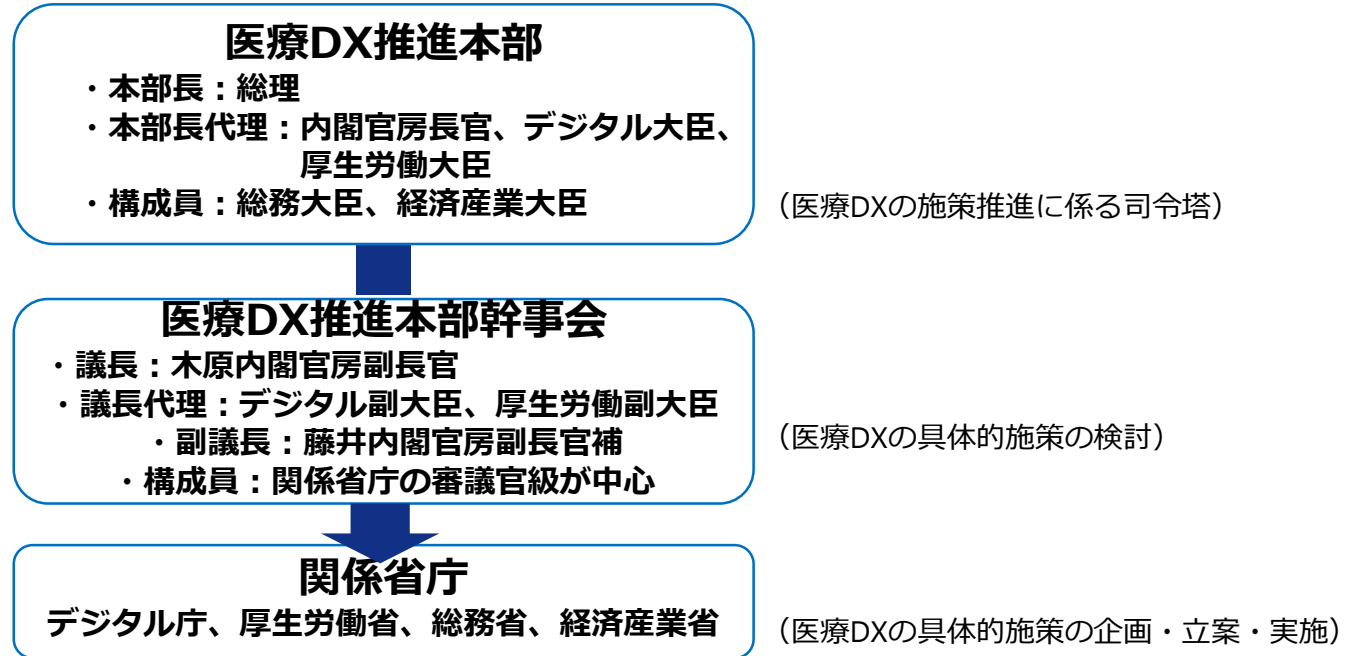 医療DX推進本部
・本部長：総理
・本部長代理：内閣官房長官、デジタル大臣、
厚生労働大臣
・構成員：総務大臣、経済産業大臣
（医療DXの施策推進に係る司令塔）
医療DX推進本部幹事会
・議長：木原内閣官房副長官
・議長代理：デジタル副大臣、厚生労働副大臣
・副議長：藤井内閣官房副長官補
・構成員：関係省庁の審議官級が中心
（医療DXの具体的施策の検討）
関係省庁
デジタル庁、厚生労働省、総務省、経済産業省
（医療DXの具体的施策の企画・立案・実施）